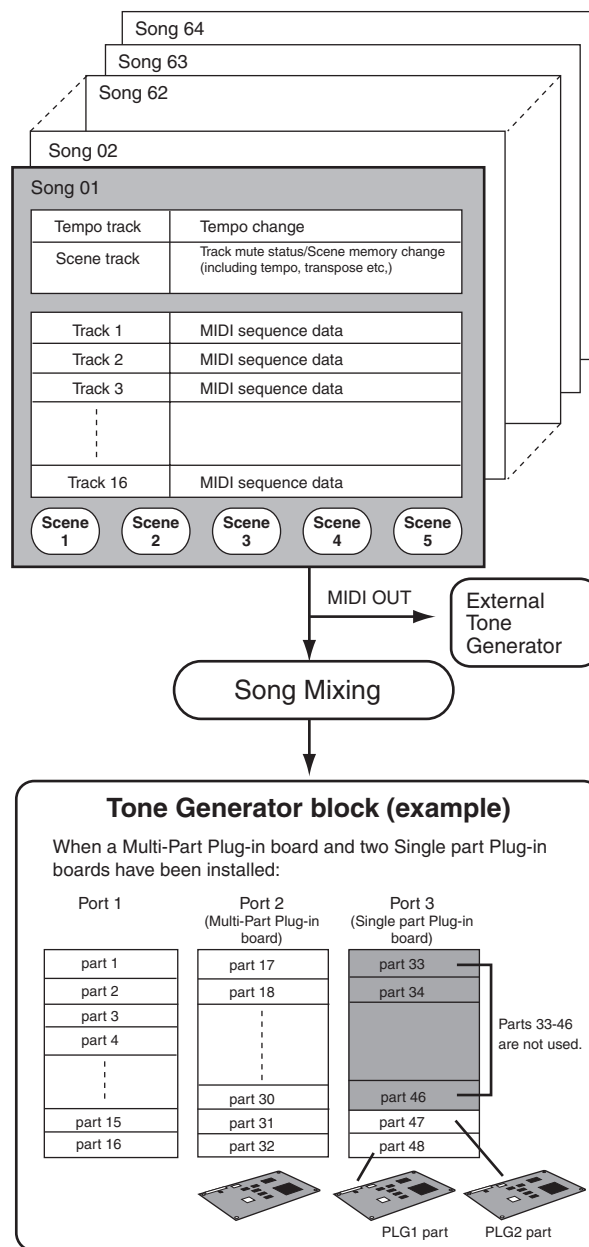 Song 64
Song 63
Song 62
Song 02
Song 01
Tempo track
Tempo change
Scene track
Track mute status/Scene memory change
(including tempo, transpose etc,)
Track 1
MIDI sequence data
Track 2
MIDI sequence data
Track 3
MIDI sequence data
Track 16
MIDI sequence data
Scene
1
Scene
2
Scene
3
Scene
4
Scene
5
MIDI OUT
External
Tone
Generator
Song Mixing
Tone Generator block (example)
When a Multi-Part Plug-in board and two Single part Plug-in
boards have been installed:
Port 1
part 1
part 2
part 3
part 4
part 15
part 16
Port 2
(Multi-Part Plug-in
board)
part 17
part 18
part 30
part 31
part 32
Port 3
(Single part Plug-in
board)
part 33
part 34
part 46
part 47
part 48
Parts 33-46
are not used.
PLG1 part
PLG2 part